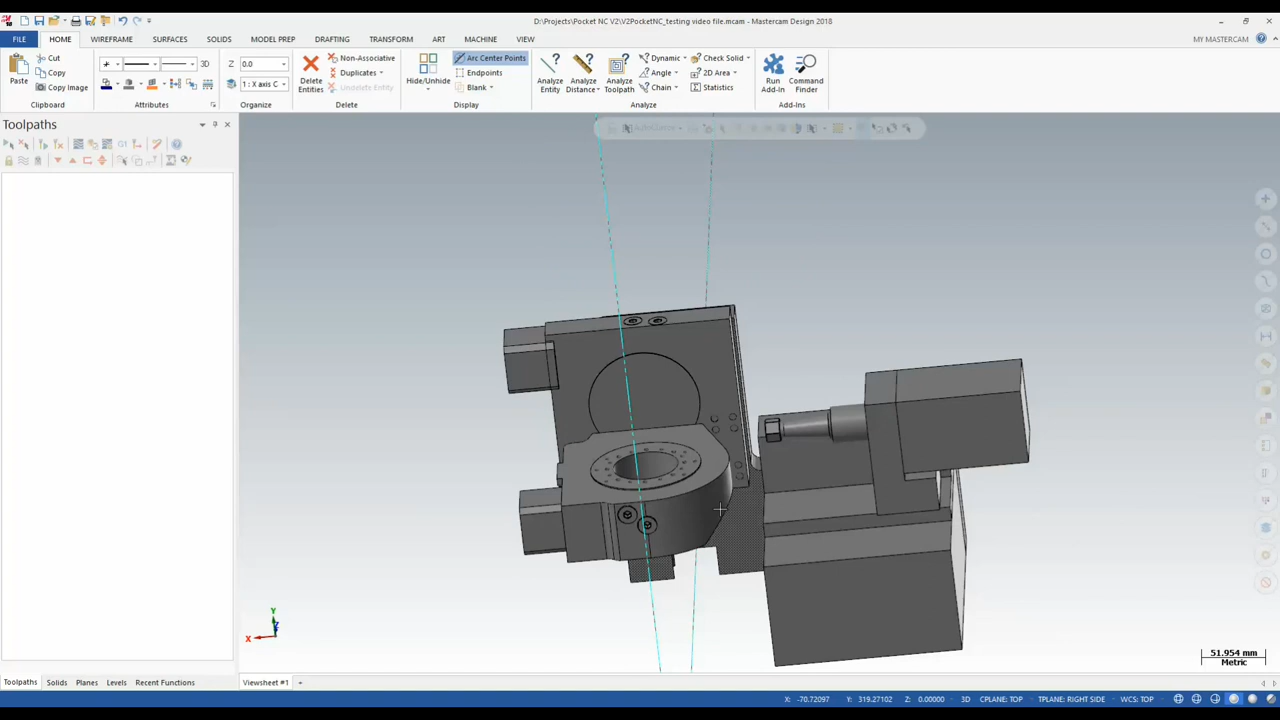 D:\Projects\Pocket NC V2\V2PocketNC_testing video file.mcam - Mastercam Design 2018
FILE HOME WIREFRAME SURFACES SOLIDS MODEL PREP DRAFTING TRANSFORM ART MACHINE VIEW MY MASTERCAM
Paste Cut Copy Copy Image
Clipboard
3D
Attributes
Z 0.0
1 : X axis C
Organize
Delete Entities Non-Associative Duplicates Undelete Entity
Delete
Hide/Unhide Arc Center Points Endpoints Blank
Display
Analyze Entity Analyze Distance Analyze Toolpath Dynamic Angle Chain Check Solid 2D Area Statistics
Analyze
Run Add-In Command Finder
Add-Ins
Toolpaths
G1
AutoCursor
Y
Z
X
51.954 mm
Metric
Toolpaths Solids Planes Levels Recent Functions Viewsheet #1 +
X: -70.72097 Y: 319.27102 Z: 0.00000 3D CPLANE: TOP TPLANE: RIGHT SIDE WCS: TOP